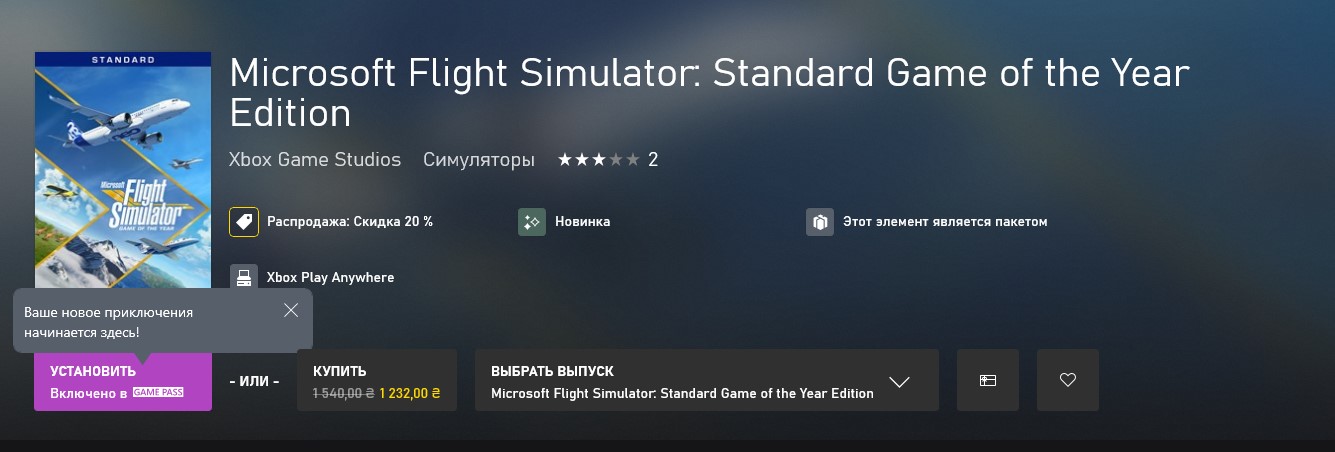 STANDARD
Microsoft
Flight
Simulator
GAME OF THE YEAR
Microsoft Flight Simulator: Standard Game of the Year
Edition
Xbox Game Studios Симуляторы 2
Распродажа: Скидка 20 % Новинка Этот элемент является пакетом
Xbox Play Anywhere
Ваше новое приключения
начинается здесь!
УСТАНОВИТЬ
Включено в GAME PASS
- ИЛИ -
КУПИТЬ
1 540,00 ₴ 1 232,00 ₴
ВЫБРАТЬ ВЫПУСК
Microsoft Flight Simulator: Standard Game of the Year Edition